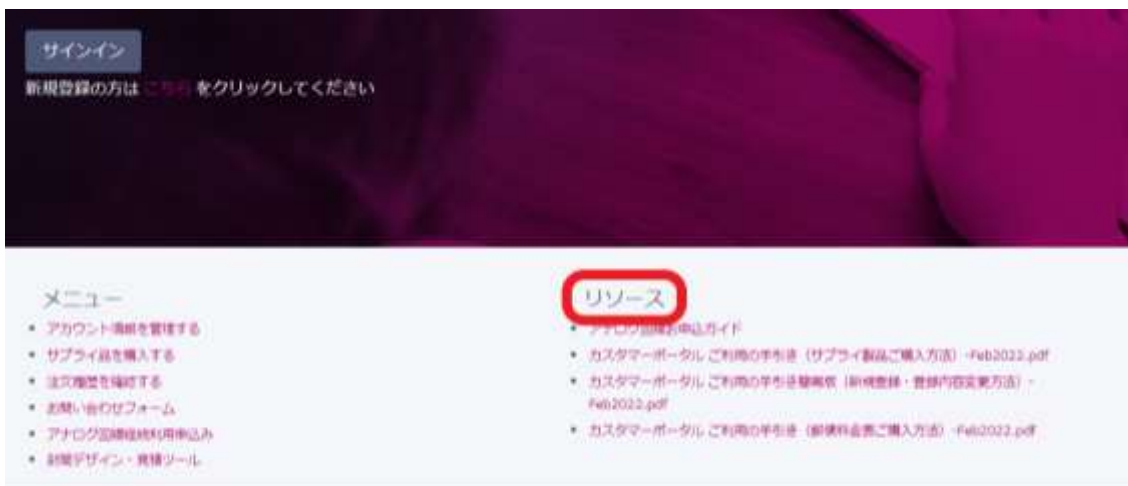 サインイン
新規登録の方は こちら をクリックしてください
メニュー
リソース
・ アカウント情報を管理する
・ サプライ品を購入する
・ 注文履歴を確認する
・ お問い合わせフォーム
・ アナログ回線継続利用申込み
・ 封筒デザイン・見積ツール
・ アナログ回線お申込ガイド
・ カスタマーポータル ご利用の手引き（サプライ製品ご購入方法）-Feb2022.pdf
・ カスタマーポータル ご利用の手引き簡略版（新規登録・登録内容変更方法）-
Feb2022.pdf
・ カスタマーポータル ご利用の手引き（郵便料金表ご購入方法）-Feb2022.pdf